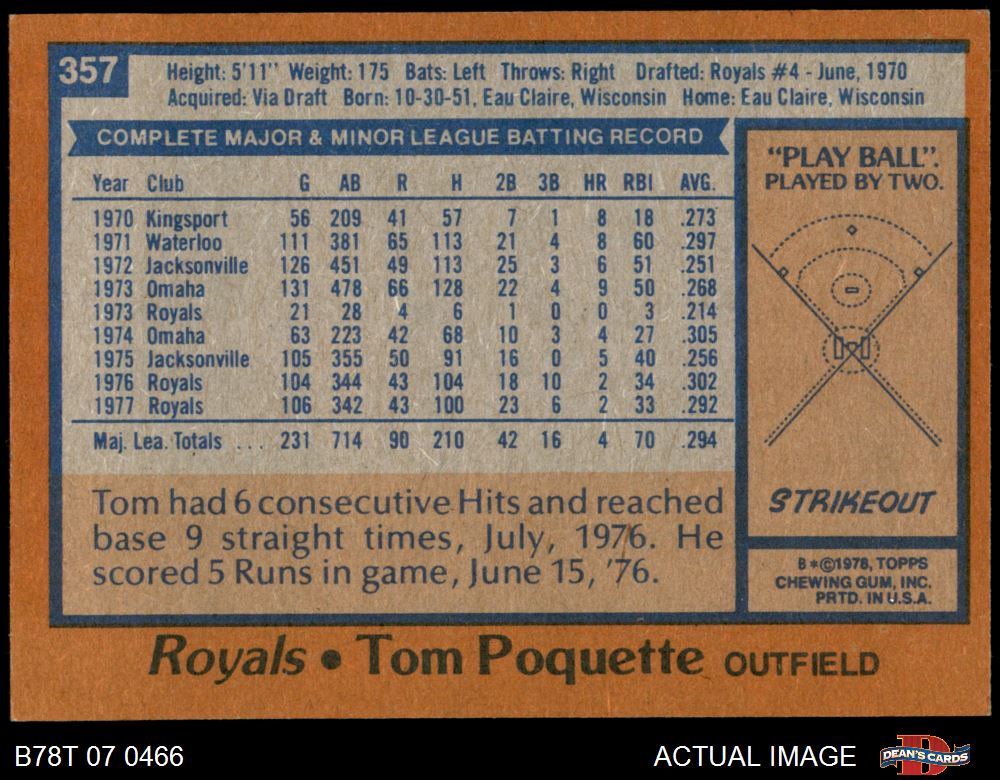 357
Height: 5'11" Weight: 175 Bats: Left Throws: Right Drafted: Royals #4 - June, 1970
Acquired: Via Draft Born: 10-30-51, Eau Claire, Wisconsin Home: Eau Claire, Wisconsin
COMPLETE MAJOR & MINOR LEAGUE BATTING RECORD
Year Club G AB R H 2B 3B HR RBI AVG.
1970 Kingsport 56 209 41 57 7 1 8 18 .273
1971 Waterloo 111 381 65 113 21 4 8 60 .297
1972 Jacksonville 126 451 49 113 25 3 6 51 .251
1973 Omaha 131 478 66 128 22 4 9 50 .268
1973 Royals 21 28 4 6 1 0 0 3 .214
1974 Omaha 63 223 42 68 10 3 4 27 .305
1975 Jacksonville 105 355 50 91 16 0 5 40 .256
1976 Royals 104 344 43 104 18 10 2 34 .302
1977 Royals 106 342 43 100 23 6 2 33 .292
Maj. Lea. Totals . . . 231 714 90 210 42 16 4 70 .294
Tom had 6 consecutive Hits and reached
base 9 straight times, July, 1976. He
scored 5 Runs in game, June 15, '76.
"PLAY BALL".
PLAYED BY TWO.
STRIKEOUT
B*©1978, TOPPS
CHEWING GUM, INC.
PRTD. IN U.S.A.
Royals • Tom Poquette OUTFIELD
B78T 07 0466
ACTUAL IMAGE
DEAN'S CARDS